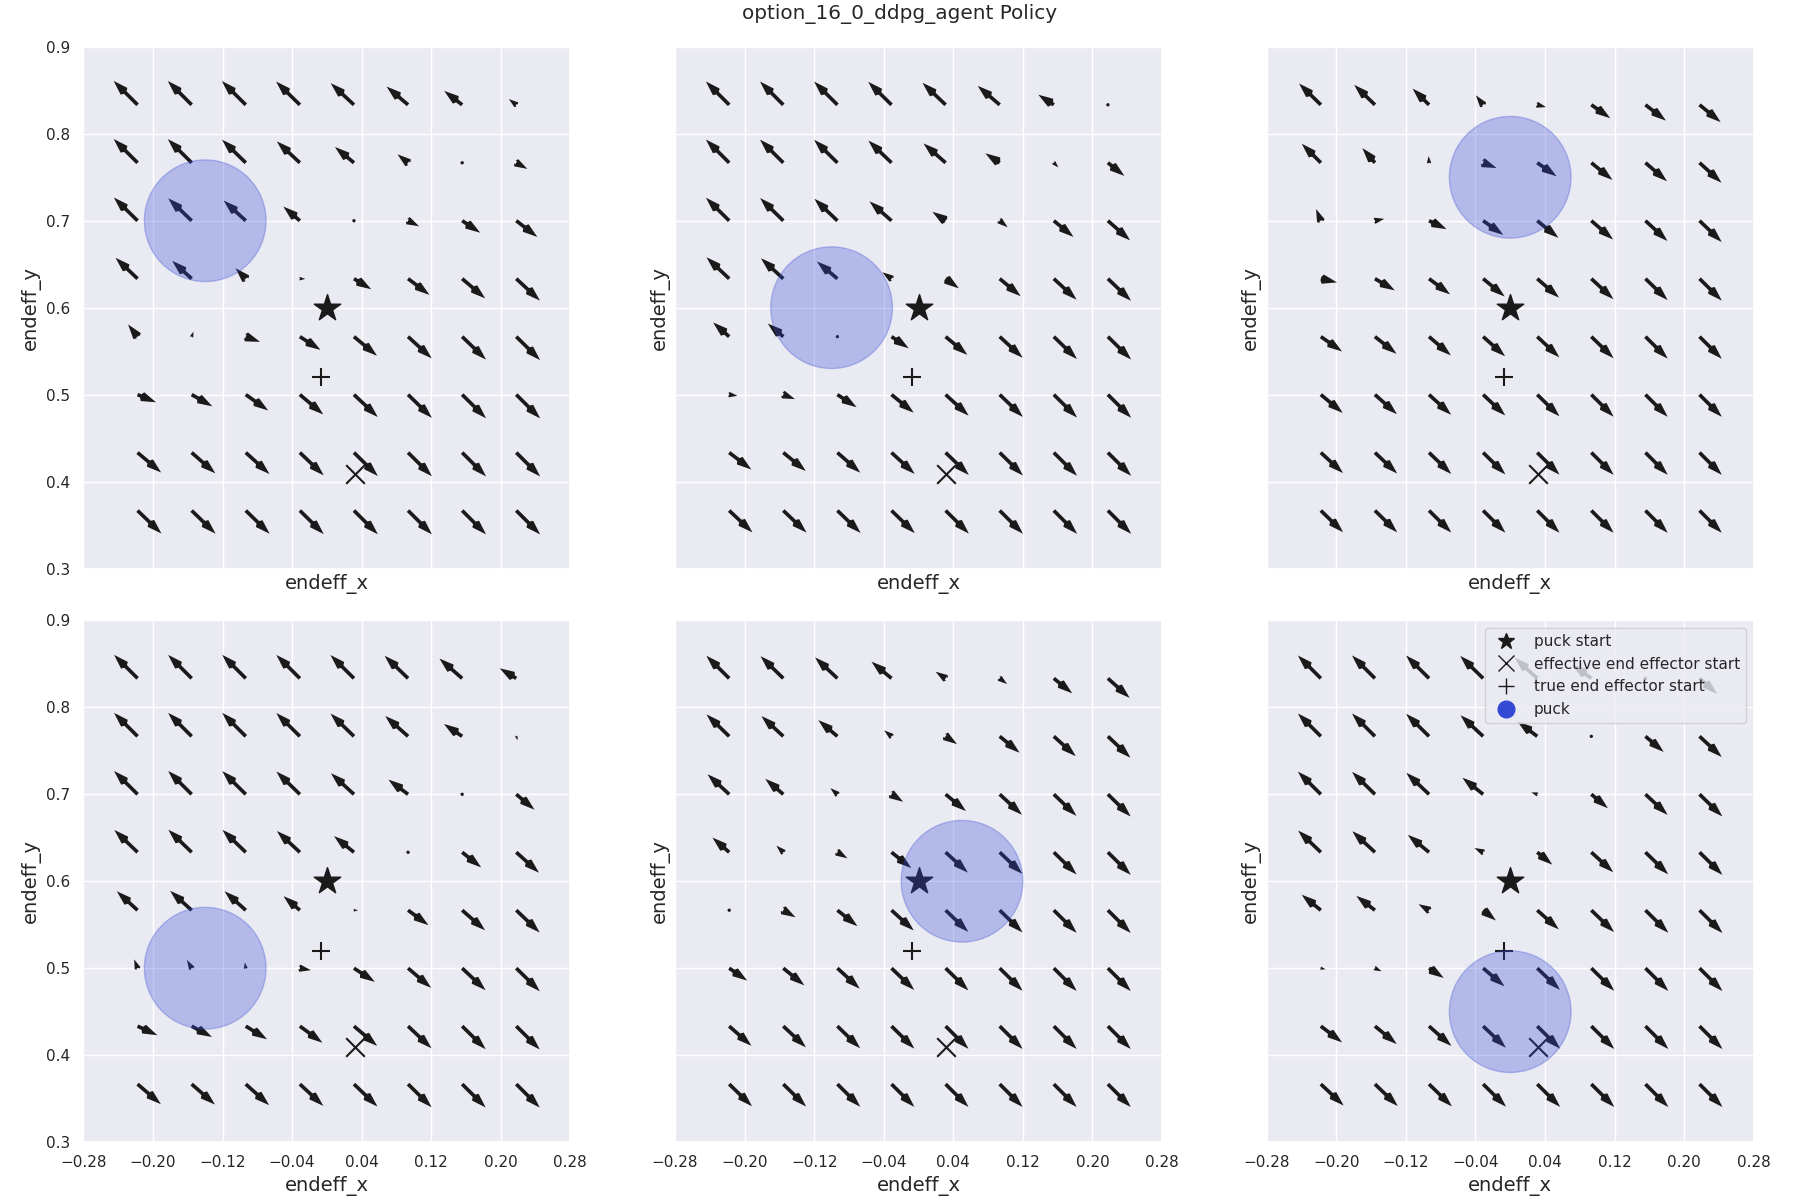 option_16_0_ddpg_agent Policy
0.9
0.8
0.7
0.6
0.5
0.4
0.3
endeff_y
endeff_x
endeff_y
endeff_x
endeff_y
endeff_x
0.9
0.8
0.7
0.6
0.5
0.4
0.3
endeff_y
−0.28 −0.20 −0.12 −0.04 0.04 0.12 0.20 0.28
endeff_x
endeff_y
−0.28 −0.20 −0.12 −0.04 0.04 0.12 0.20 0.28
endeff_x
endeff_y
puck start
effective end effector start
true end effector start
puck
−0.28 −0.20 −0.12 −0.04 0.04 0.12 0.20 0.28
endeff_x